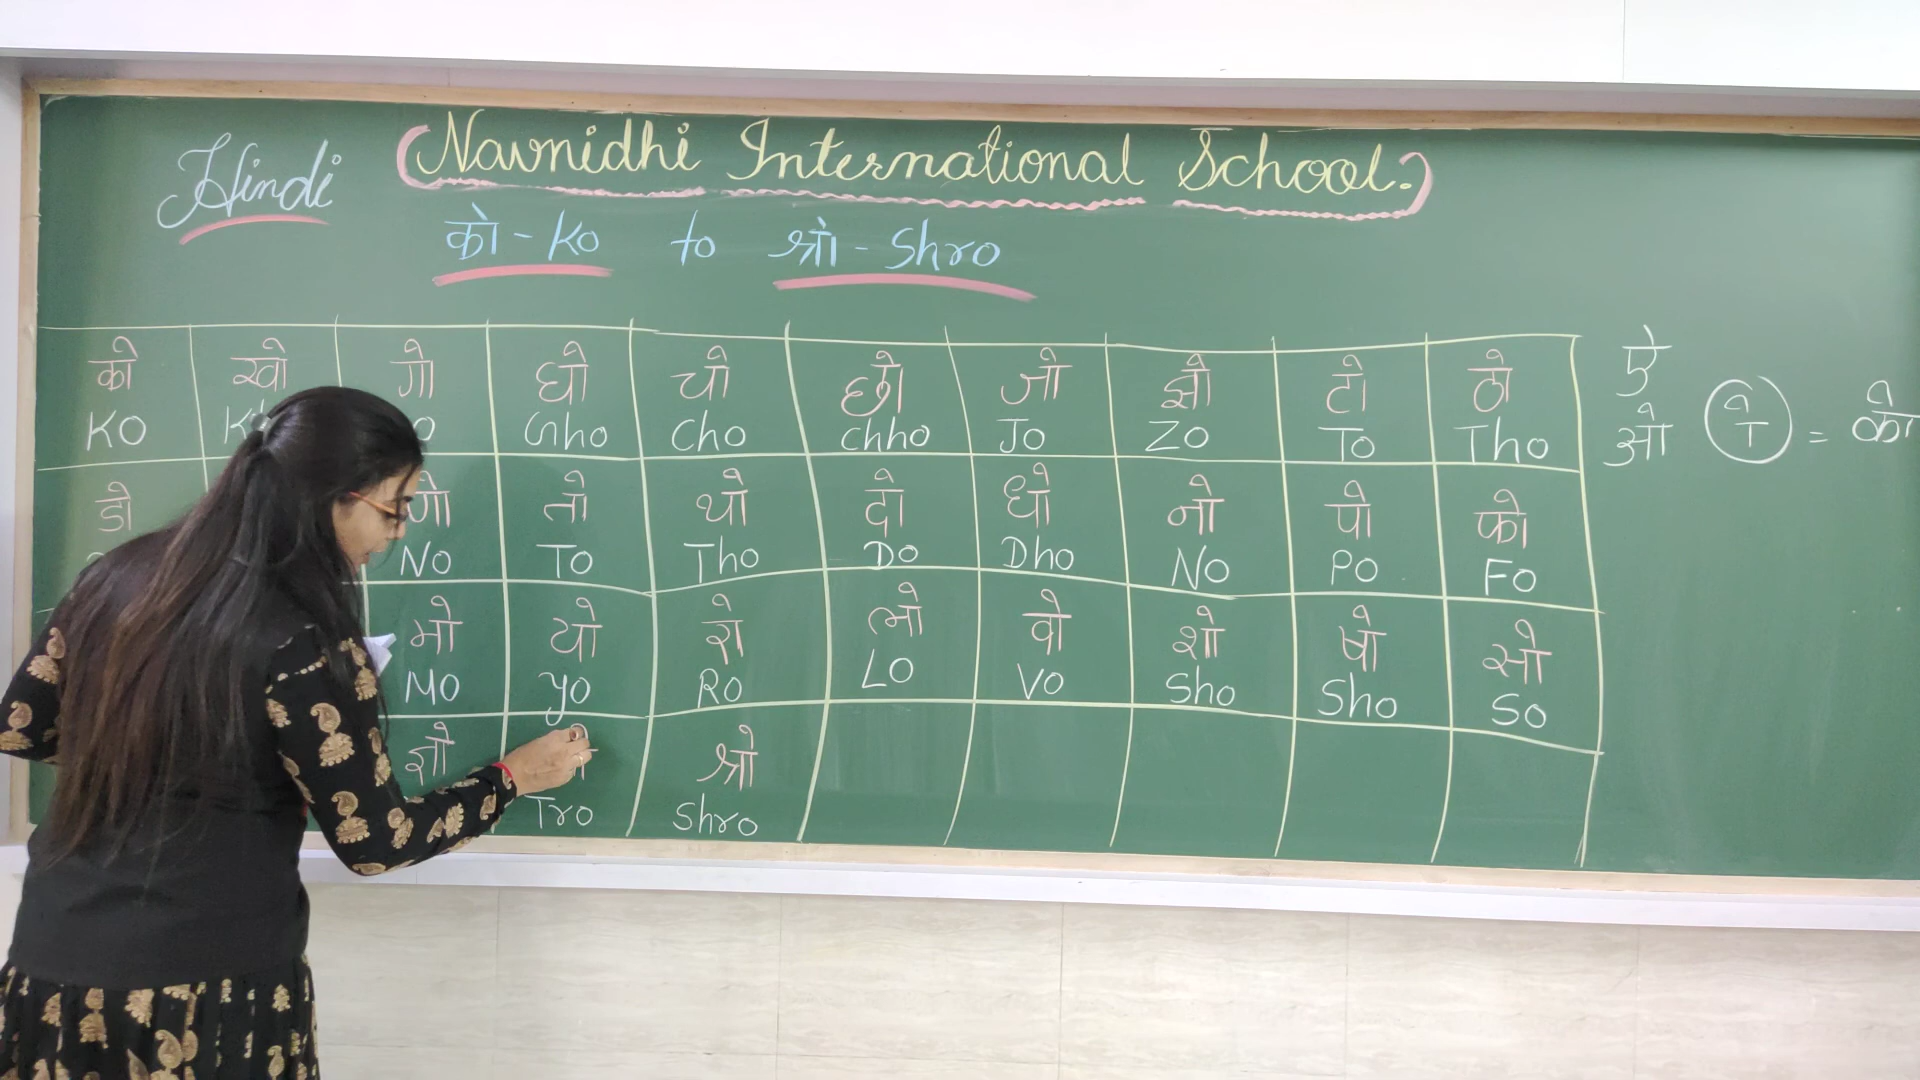 Hindi (Navnidhi International School.)
को - Ko to श्रो - Shro
को खो गो घो चो छो जो झो टो ठो
KO Gho Cho Chho Jo Zo To Tho
डो णो तो थो दो धो नो पो फो
NO TO Tho Do Dho NO PO FO
मो यो रो लो वो शो षो सो
MO YO RO LO VO Sho Sho So
ज्ञो श्रो
Tro Shro
ऐ
ओ = को